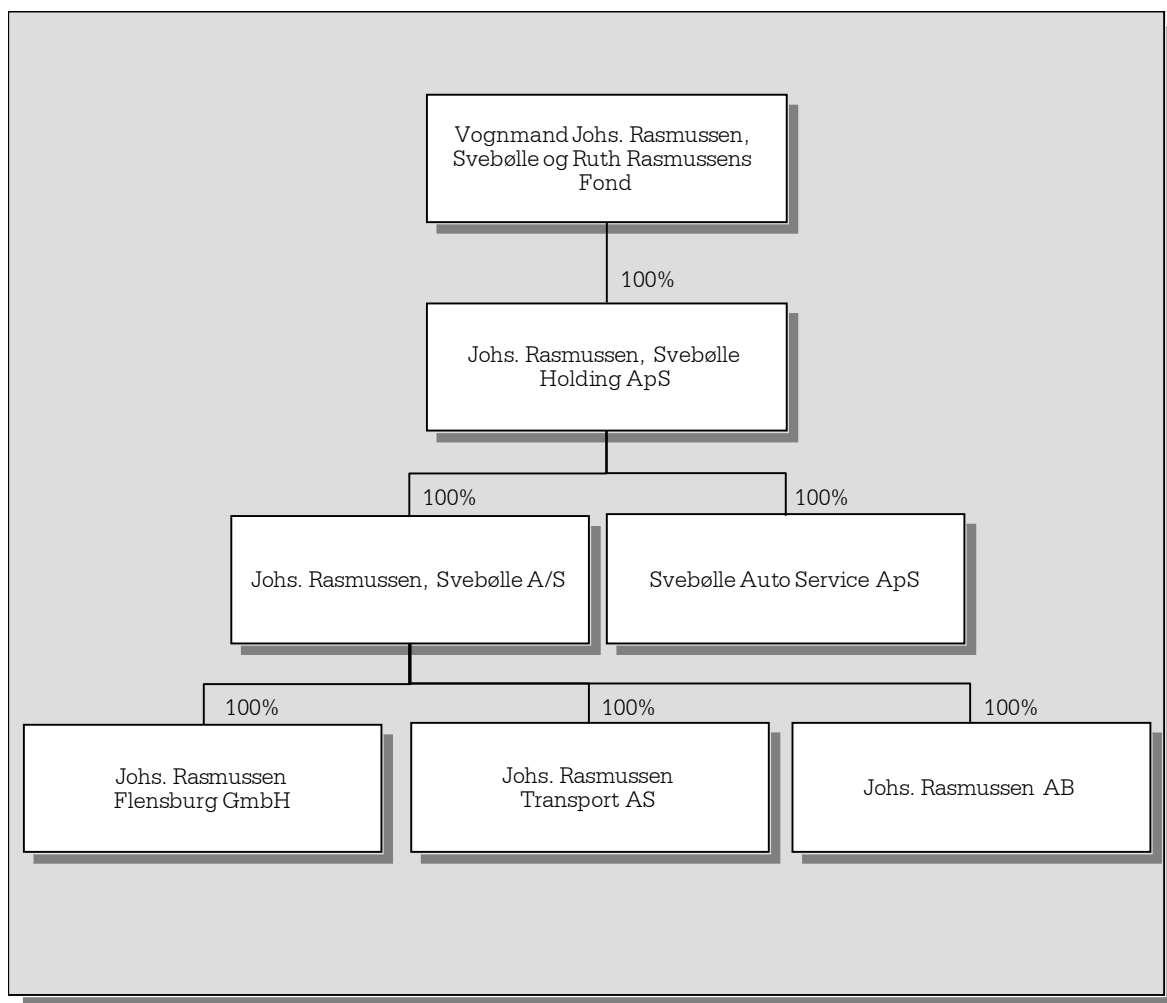 Vognmand Johs. Rasmussen,
Svebølle og Ruth Rasmussens
Fond
100%
Johs. Rasmussen, Svebølle
Holding ApS
100%
100%
Johs. Rasmussen, Svebølle A/S
Svebølle Auto Service ApS
100%
100%
100%
Johs. Rasmussen
Flensburg GmbH
Johs. Rasmussen
Transport AS
Johs. Rasmussen AB